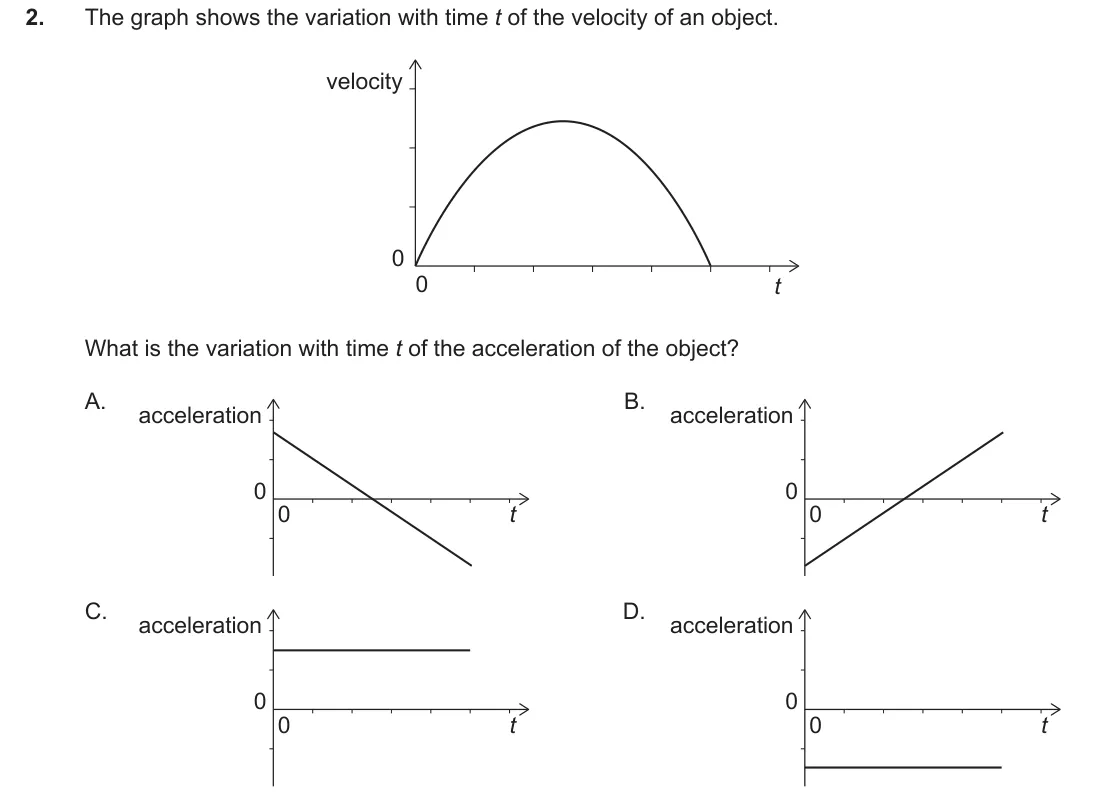 2. The graph shows the variation with time t of the velocity of an object.
velocity
0
0
t
What is the variation with time t of the acceleration of the object?
A.
acceleration
0
0
t
B.
acceleration
0
0
t
C.
acceleration
0
0
t
D.
acceleration
0
0
t